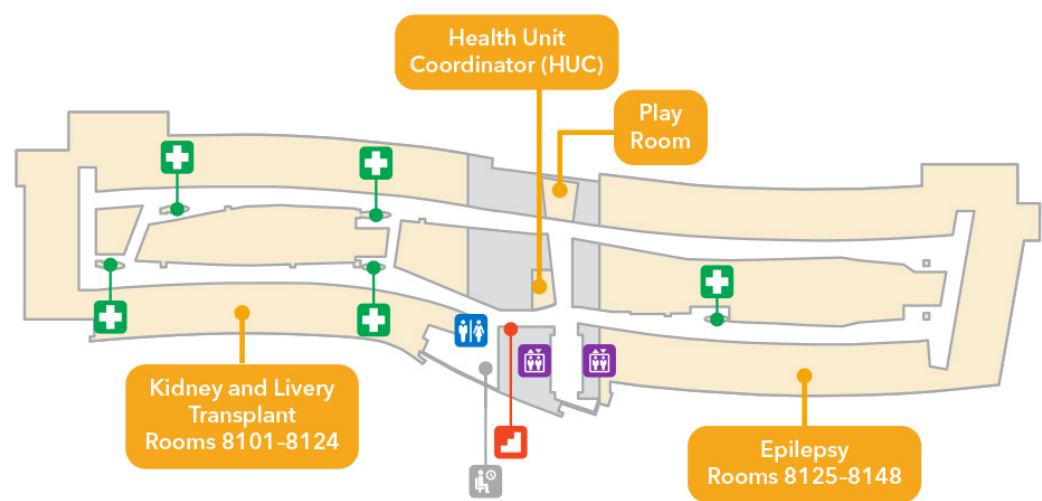 Health Unit
Coordinator (HUC)
Play
Room
Kidney and Livery
Transplant
Rooms 8101–8124
Epilepsy
Rooms 8125–8148